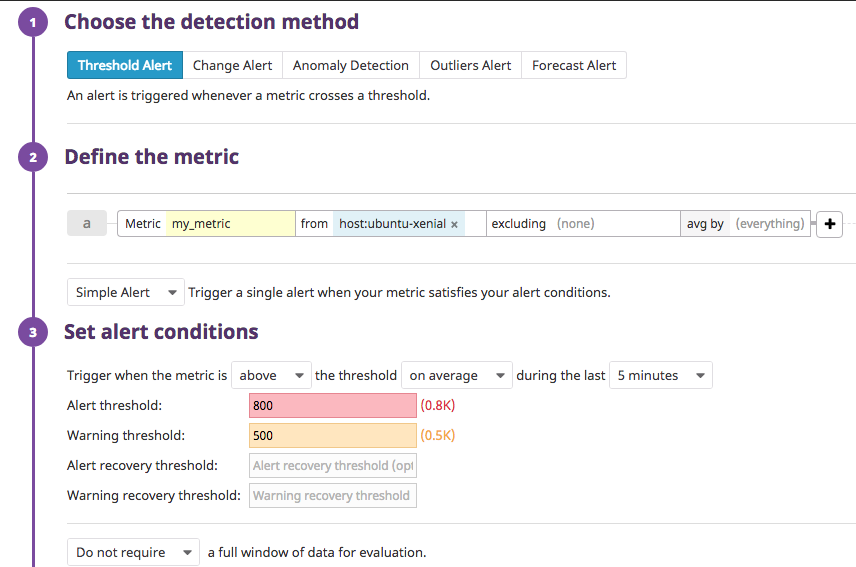 1 Choose the detection method
Threshold Alert Change Alert Anomaly Detection Outliers Alert Forecast Alert
An alert is triggered whenever a metric crosses a threshold.
2 Define the metric
a Metric my_metric from host:ubuntu-xenial × excluding (none) avg by (everything) +
Simple Alert Trigger a single alert when your metric satisfies your alert conditions.
3 Set alert conditions
Trigger when the metric is above the threshold on average during the last 5 minutes
Alert threshold: 800 (0.8K)
Warning threshold: 500 (0.5K)
Alert recovery threshold: Alert recovery threshold (opt
Warning recovery threshold: Warning recovery threshold
Do not require a full window of data for evaluation.